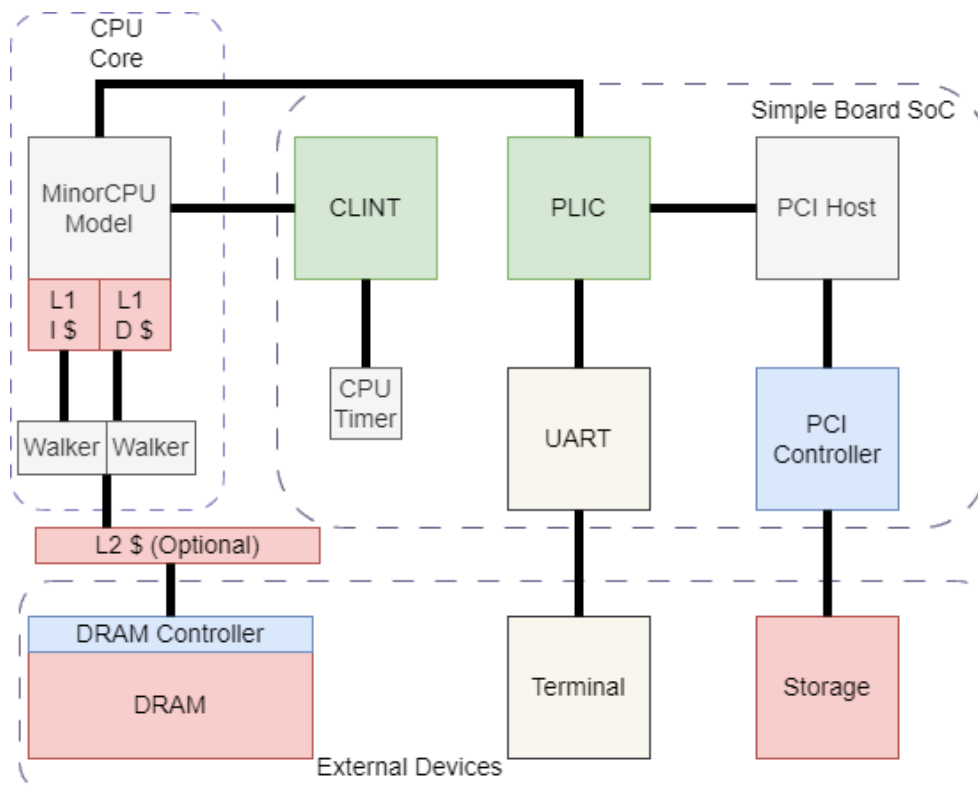 CPU
Core
Simple Board SoC
MinorCPU
Model
CLINT
PLIC
PCI Host
L1
I $
L1
D $
CPU
Timer
UART
PCI
Controller
Walker
Walker
L2 $ (Optional)
DRAM Controller
DRAM
Terminal
Storage
External Devices